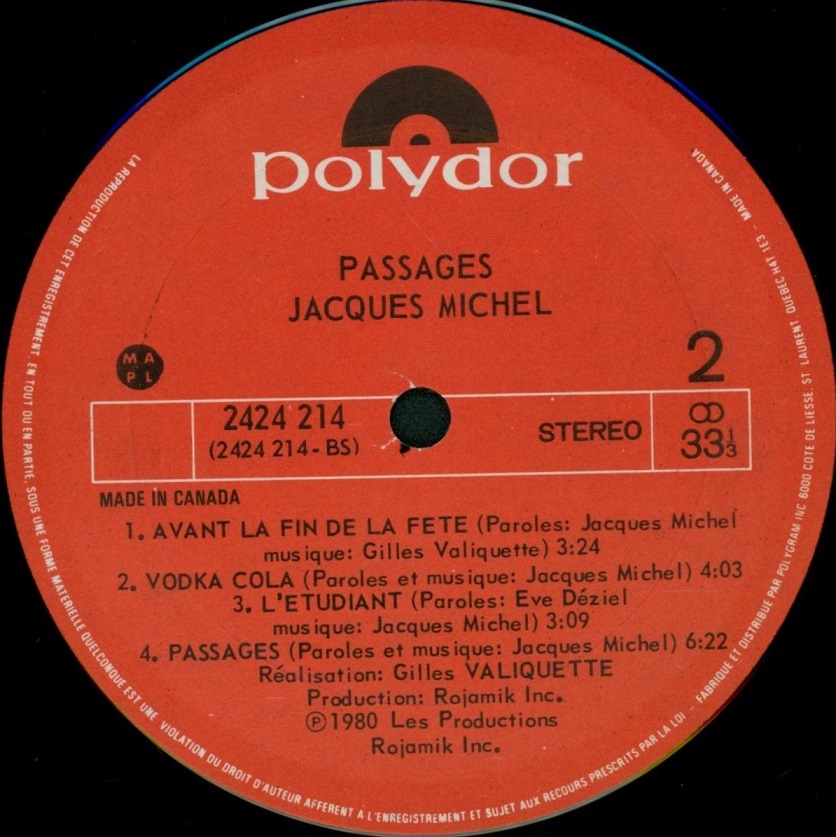 polydor
PASSAGES
JACQUES MICHEL
M A
P L
2
2424 214
(2424 214-BS)
STEREO
33 1/3
MADE IN CANADA
1. AVANT LA FIN DE LA FETE (Paroles: Jacques Michel
musique: Gilles Valiquette) 3:24
2. VODKA COLA (Paroles et musique: Jacques Michel) 4:03
3. L'ETUDIANT (Paroles: Eve Déziel
musique: Jacques Michel) 3:09
4. PASSAGES (Paroles et musique: Jacques Michel) 6:22
Réalisation: Gilles VALIQUETTE
Production: Rojamik Inc.
℗1980 Les Productions
Rojamik Inc.
LA REPRODUCTION DE CET ENREGISTREMENT, EN TOUT OU EN PARTIE, SOUS UNE FORME MATERIELLE QUELCONQUE EST UNE VIOLATION DU DROIT D'AUTEUR AFFERENT A L'ENREGISTREMENT ET SUJET AUX RECOURS PRESCRITS PAR LA LOI – FABRIQUE ET DISTRIBUE PAR POLYGRAM INC 6000 COTE DE LIESSE, ST LAURENT, QUEBEC H4T 1E3 – MADE IN CANADA